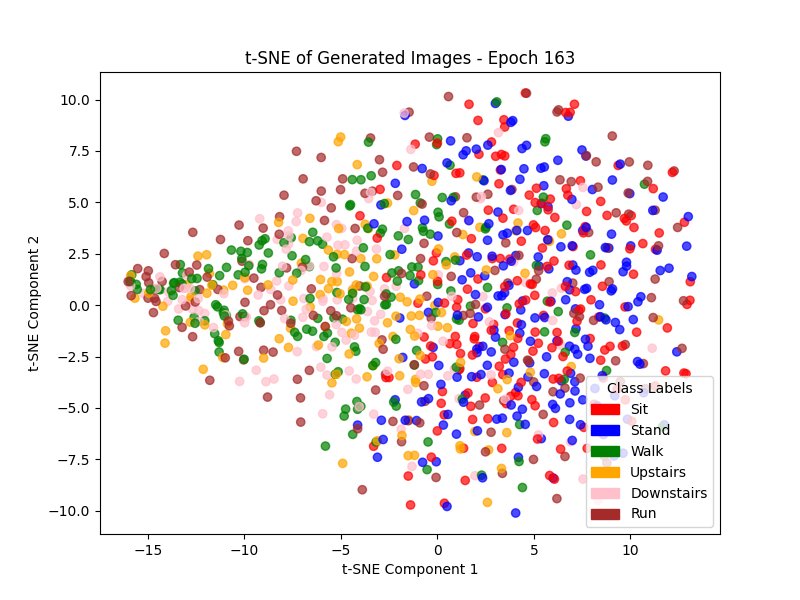 t-SNE of Generated Images - Epoch 163
t-SNE Component 2
10.0
7.5
5.0
2.5
0.0
−2.5
−5.0
−7.5
−10.0
−15
−10
−5
0
5
10
t-SNE Component 1
Class Labels
Sit
Stand
Walk
Upstairs
Downstairs
Run